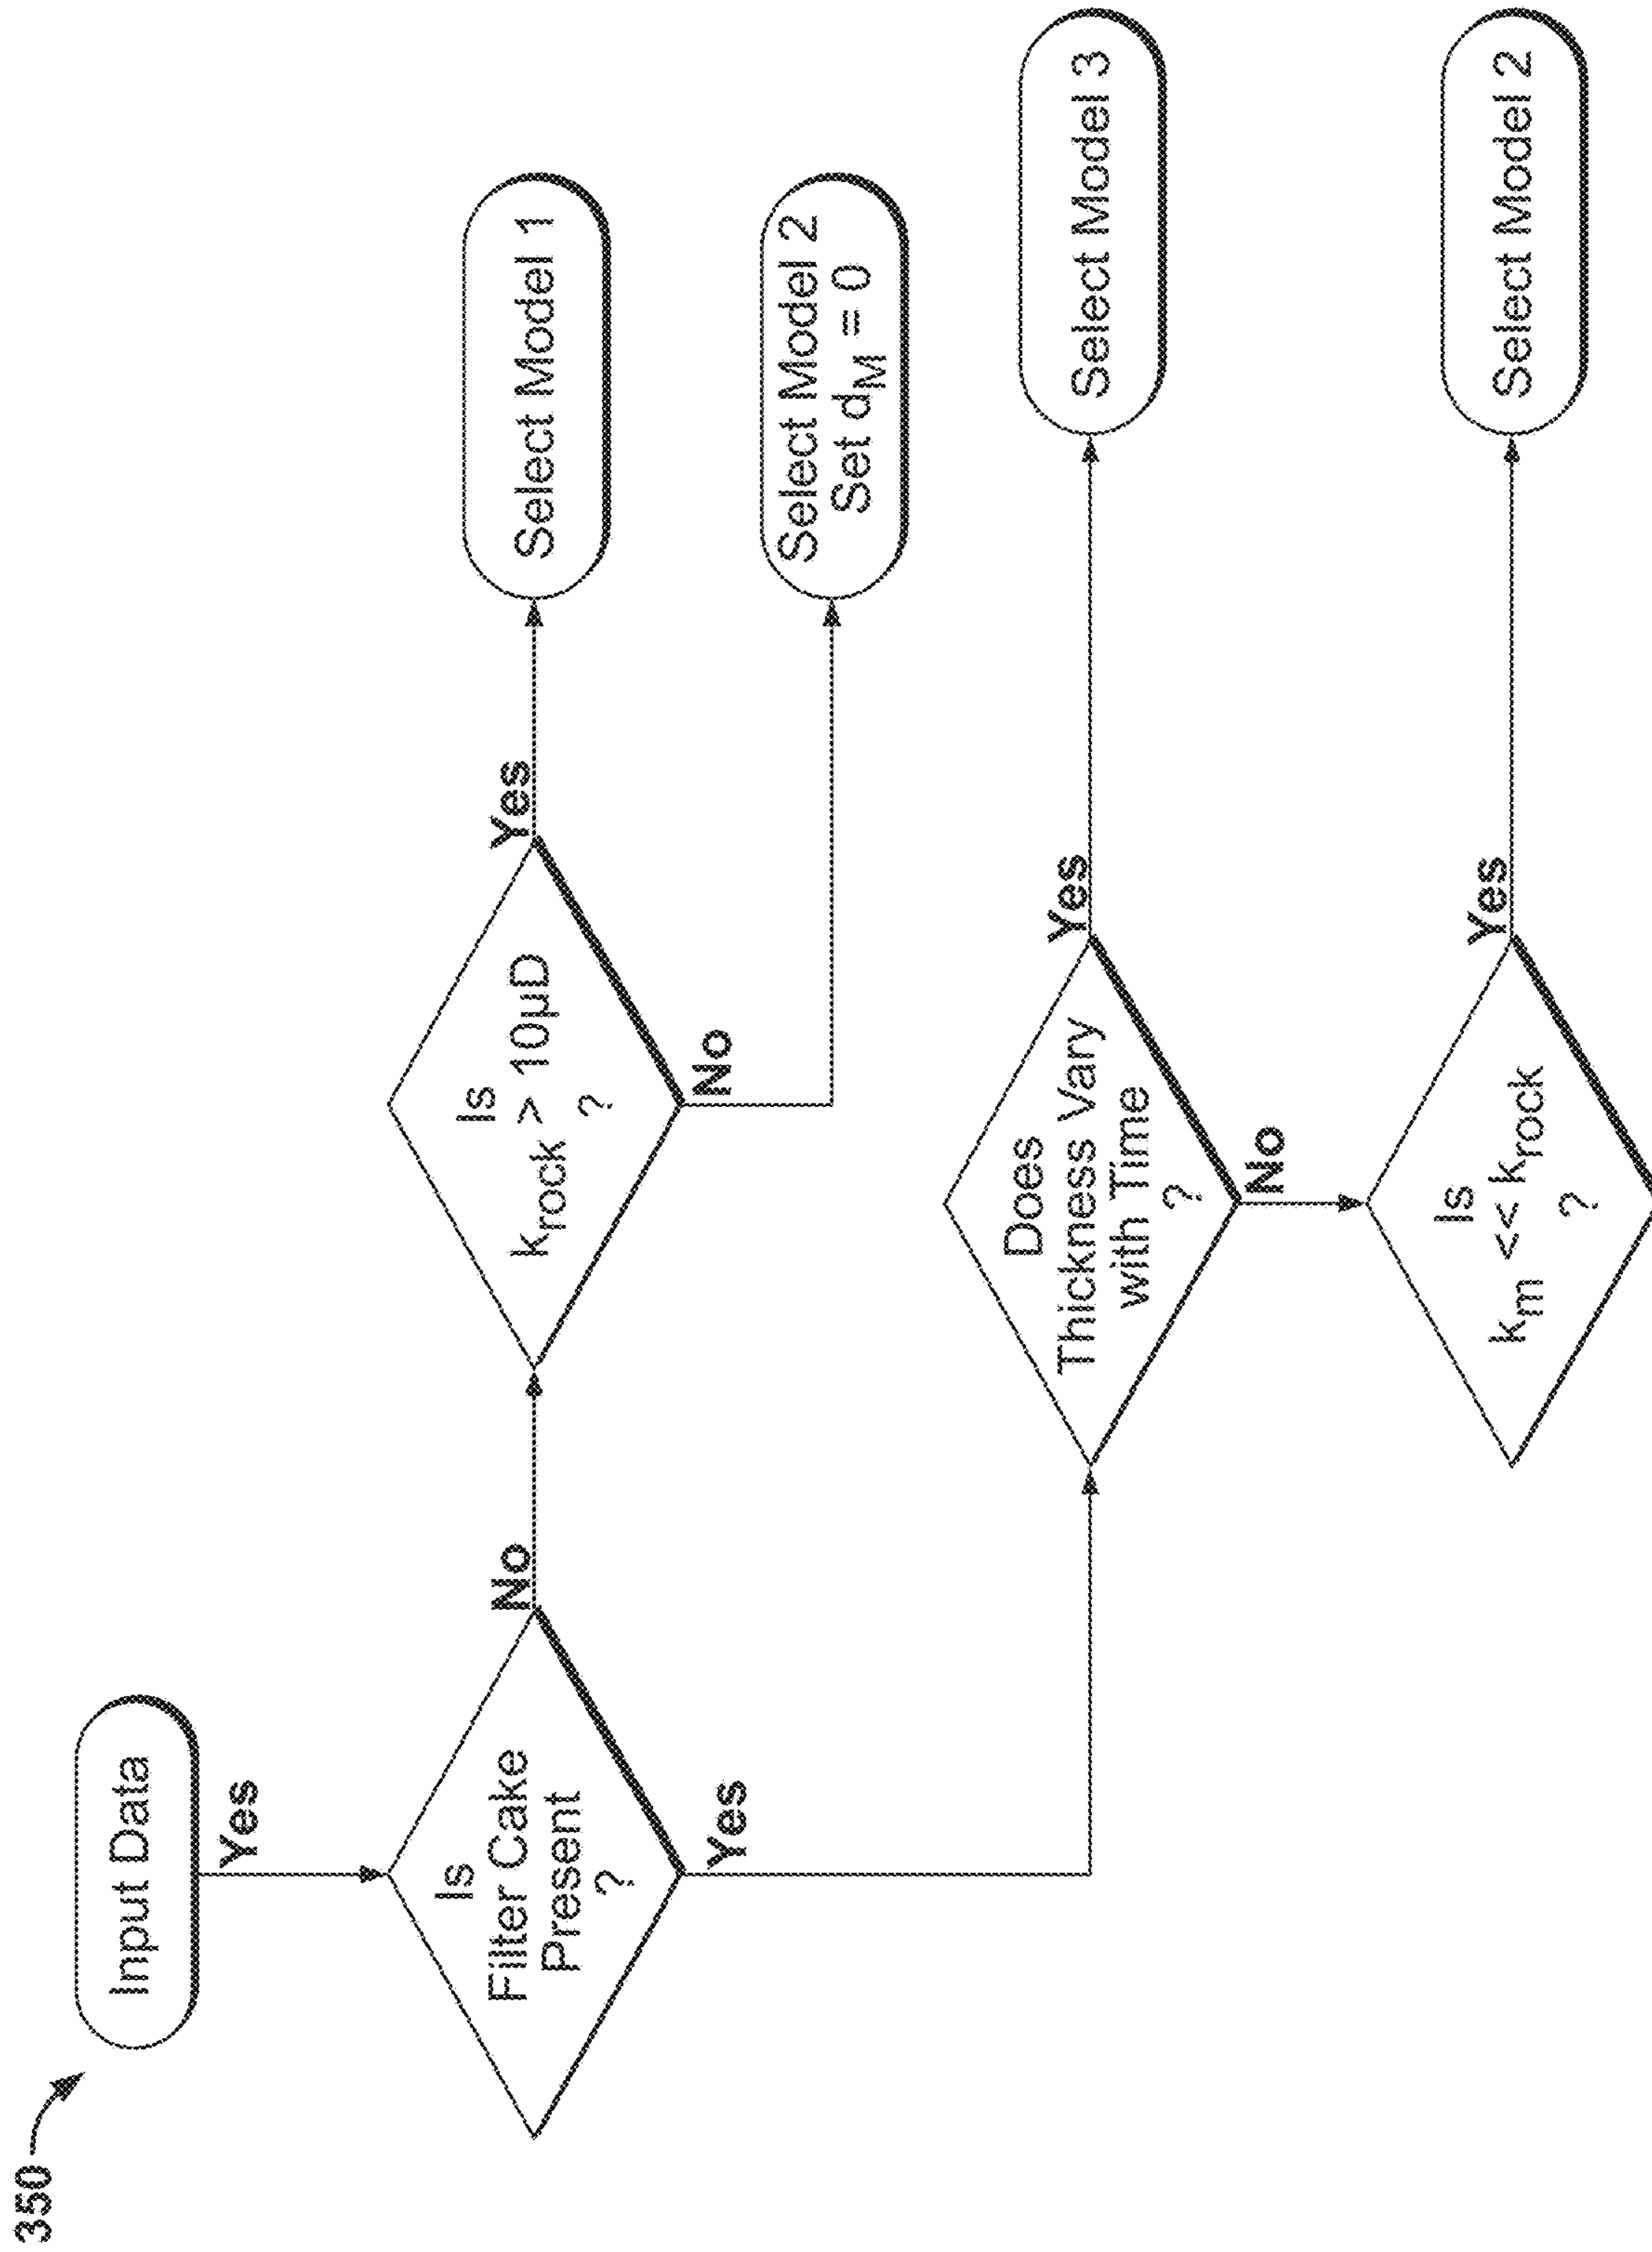 350
Input Data
Yes
Is
Filter Cake
Present
?
No
Is
k_rock > 10µD
?
Yes
Select Model 1
No
Select Model 2
Set d_M = 0
Yes
Does
Thickness Vary
with Time
?
Yes
Select Model 3
No
Is
k_m << k_rock
?
Yes
Select Model 2